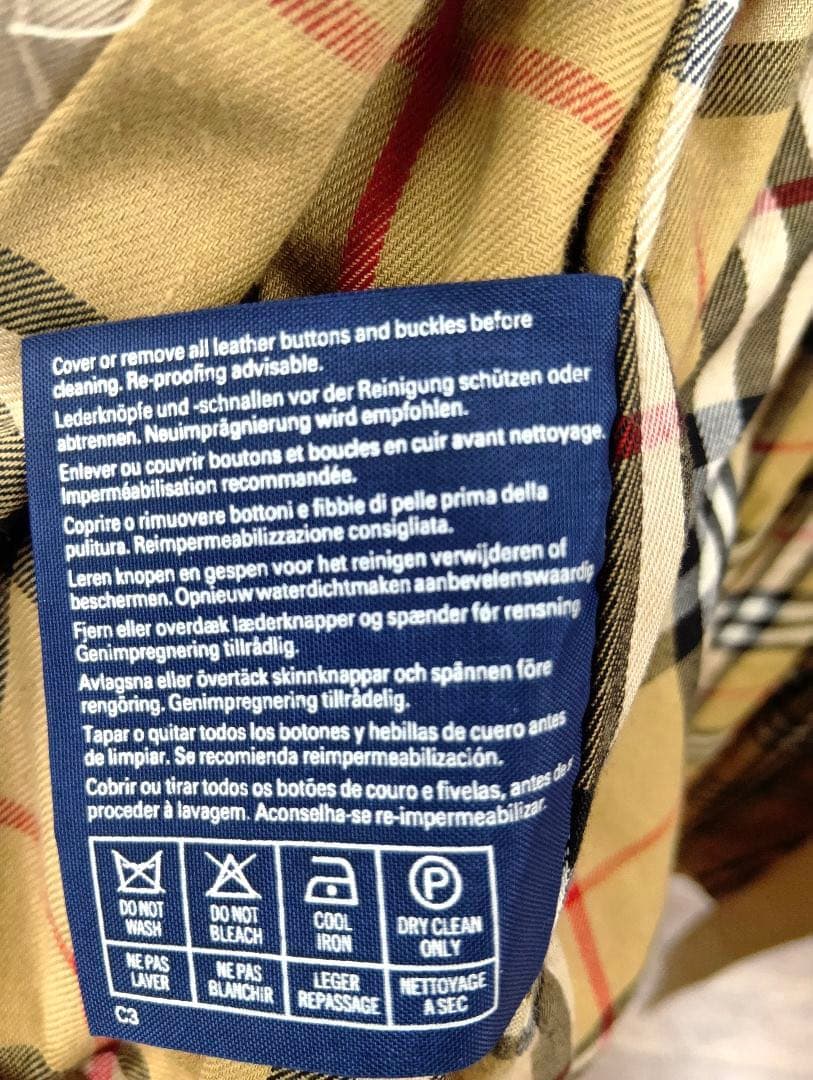 Cover or remove all leather buttons and buckles before
cleaning. Re-proofing advisable.
Lederknöpfe und -schnallen vor der Reinigung schützen oder
abtrennen. Neuimprägnierung wird empfohlen.
Enlever ou couvrir boutons et boucles en cuir avant nettoyage.
Imperméabilisation recommandée.
Coprire o rimuovere bottoni e fibbie di pelle prima della
pulitura. Reimpermeabilizzazione consigliata.
Leren knopen en gespen voor het reinigen verwijderen of
beschermen. Opnieuw waterdichtmaken aanbevelenswaardig
Fjern eller overdæk læderknapper og spænder før rensning
Genimpregnering tillrådlig.
Avlagsna eller övertäck skinnknappar och spännen före
rengöring. Genimpregnering tillrådelig.
Tapar o quitar todos los botones y hebillas de cuero antes
de limpiar. Se recomienda reimpermeabilización.
Cobrir ou tirar todos os botões de couro e fivelas, antes de
proceder à lavagem. Aconselha-se re-impermeabilizar.
P
DO NOT WASH
DO NOT BLEACH
COOL IRON
DRY CLEAN ONLY
NE PAS LAVER
NE PAS BLANCHIR
LEGER REPASSAGE
NETTOYAGE A SEC
C3